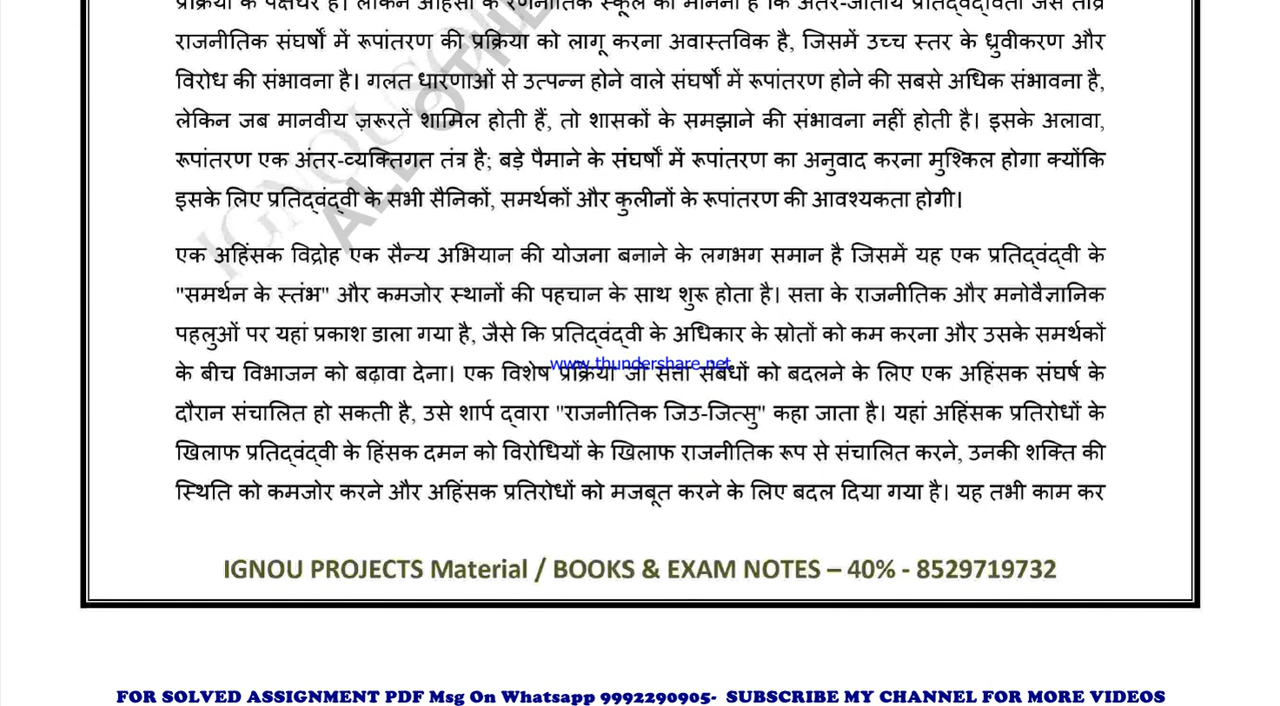 प्रक्रिया के पक्षधर हैं। लेकिन अहिंसा के रणनीतिक स्कूल का मानना है कि अंतर-जातीय प्रतिद्वंद्विता जैसे तीव्र
राजनीतिक संघर्षों में रूपांतरण की प्रक्रिया को लागू करना अवास्तविक है, जिसमें उच्च स्तर के ध्रुवीकरण और
विरोध की संभावना है। गलत धारणाओं से उत्पन्न होने वाले संघर्षों में रूपांतरण होने की सबसे अधिक संभावना है,
लेकिन जब मानवीय ज़रूरतें शामिल होती हैं, तो शासकों के समझाने की संभावना नहीं होती है। इसके अलावा,
रूपांतरण एक अंतर-व्यक्तिगत तंत्र है; बड़े पैमाने के संघर्षों में रूपांतरण का अनुवाद करना मुश्किल होगा क्योंकि
इसके लिए प्रतिद्वंद्वी के सभी सैनिकों, समर्थकों और कुलीनों के रूपांतरण की आवश्यकता होगी।
एक अहिंसक विद्रोह एक सैन्य अभियान की योजना बनाने के लगभग समान है जिसमें यह एक प्रतिद्वंद्वी के
"समर्थन के स्तंभ" और कमजोर स्थानों की पहचान के साथ शुरू होता है। सत्ता के राजनीतिक और मनोवैज्ञानिक
पहलुओं पर यहां प्रकाश डाला गया है, जैसे कि प्रतिद्वंद्वी के अधिकार के स्रोतों को कम करना और उसके समर्थकों
के बीच विभाजन को बढ़ावा देना। एक विशेष प्रक्रिया जो सत्ता संबंधों को बदलने के लिए एक अहिंसक संघर्ष के
www.thundershare.net
दौरान संचालित हो सकती है, उसे शार्प द्वारा "राजनीतिक जिउ-जित्सु" कहा जाता है। यहां अहिंसक प्रतिरोधों के
खिलाफ प्रतिद्वंद्वी के हिंसक दमन को विरोधियों के खिलाफ राजनीतिक रूप से संचालित करने, उनकी शक्ति की
स्थिति को कमजोर करने और अहिंसक प्रतिरोधों को मजबूत करने के लिए बदल दिया गया है। यह तभी काम कर
IGNOU PROJECTS Material / BOOKS & EXAM NOTES – 40% - 8529719732
FOR SOLVED ASSIGNMENT PDF Msg On Whatsapp 9992290905- SUBSCRIBE MY CHANNEL FOR MORE VIDEOS